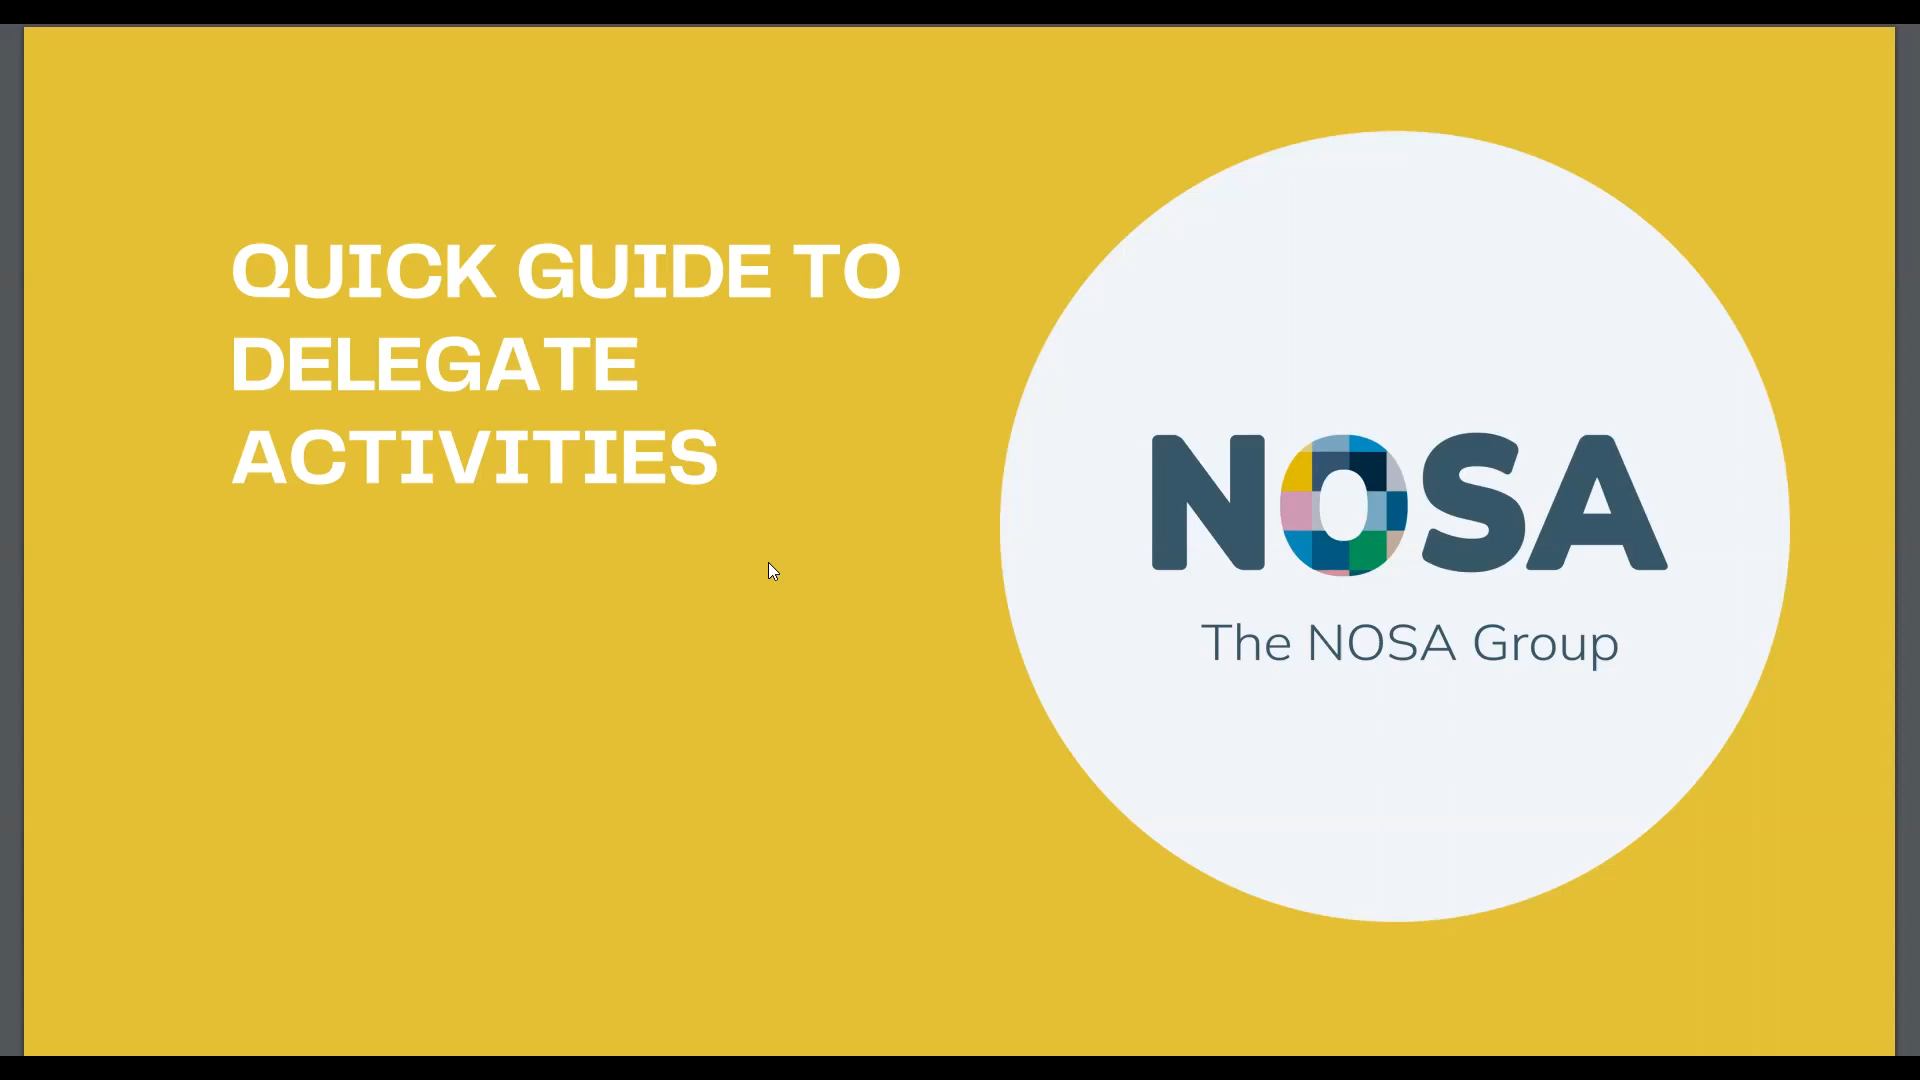 QUICK GUIDE TO
DELEGATE
ACTIVITIES
NOSA
The NOSA Group